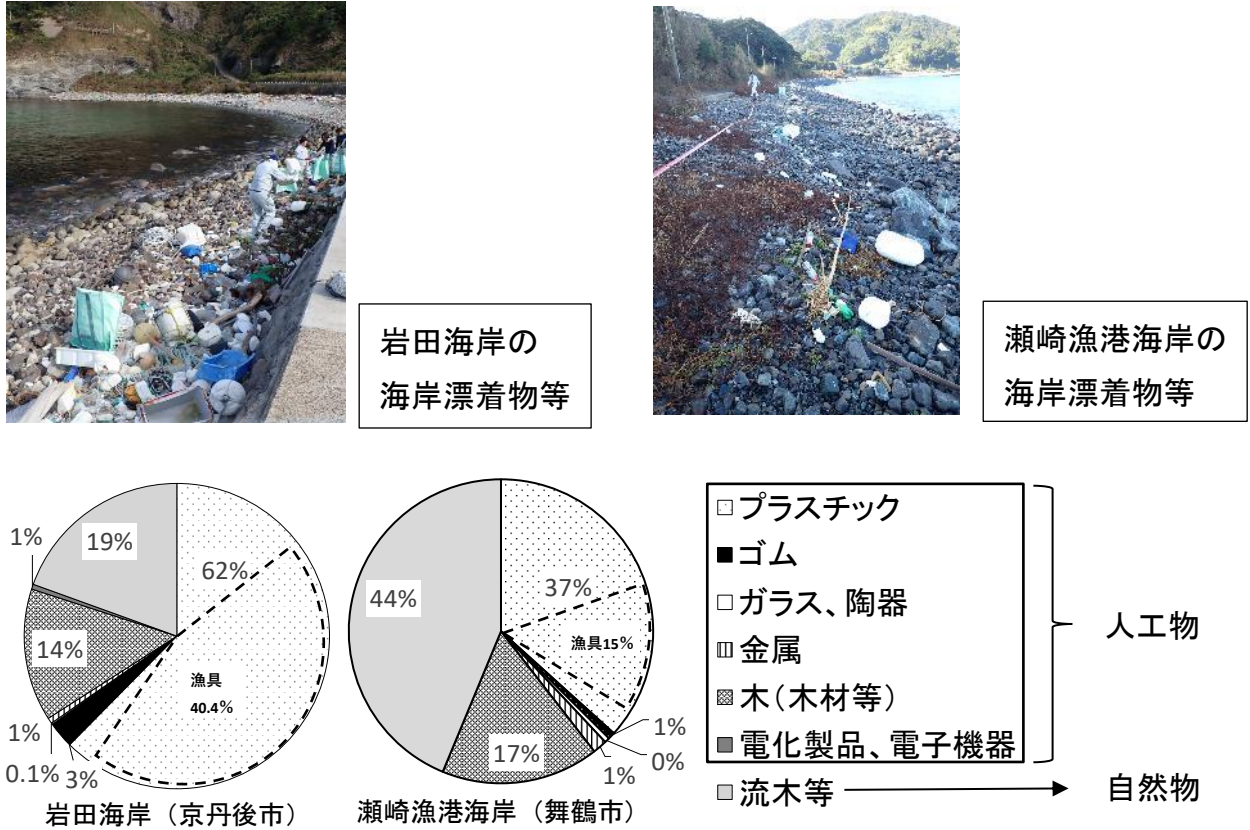 岩田海岸の
海岸漂着物等
瀬崎漁港海岸の
海岸漂着物等
1%
19%
62%
14%
漁具
40.4%
1%
0.1%
3%
岩田海岸（京丹後市）
44%
37%
漁具15%
17%
1%
0%
1%
瀬崎漁港海岸（舞鶴市）
プラスチック
ゴム
ガラス、陶器
金属
木（木材等）
電化製品、電子機器
流木等
人工物
自然物